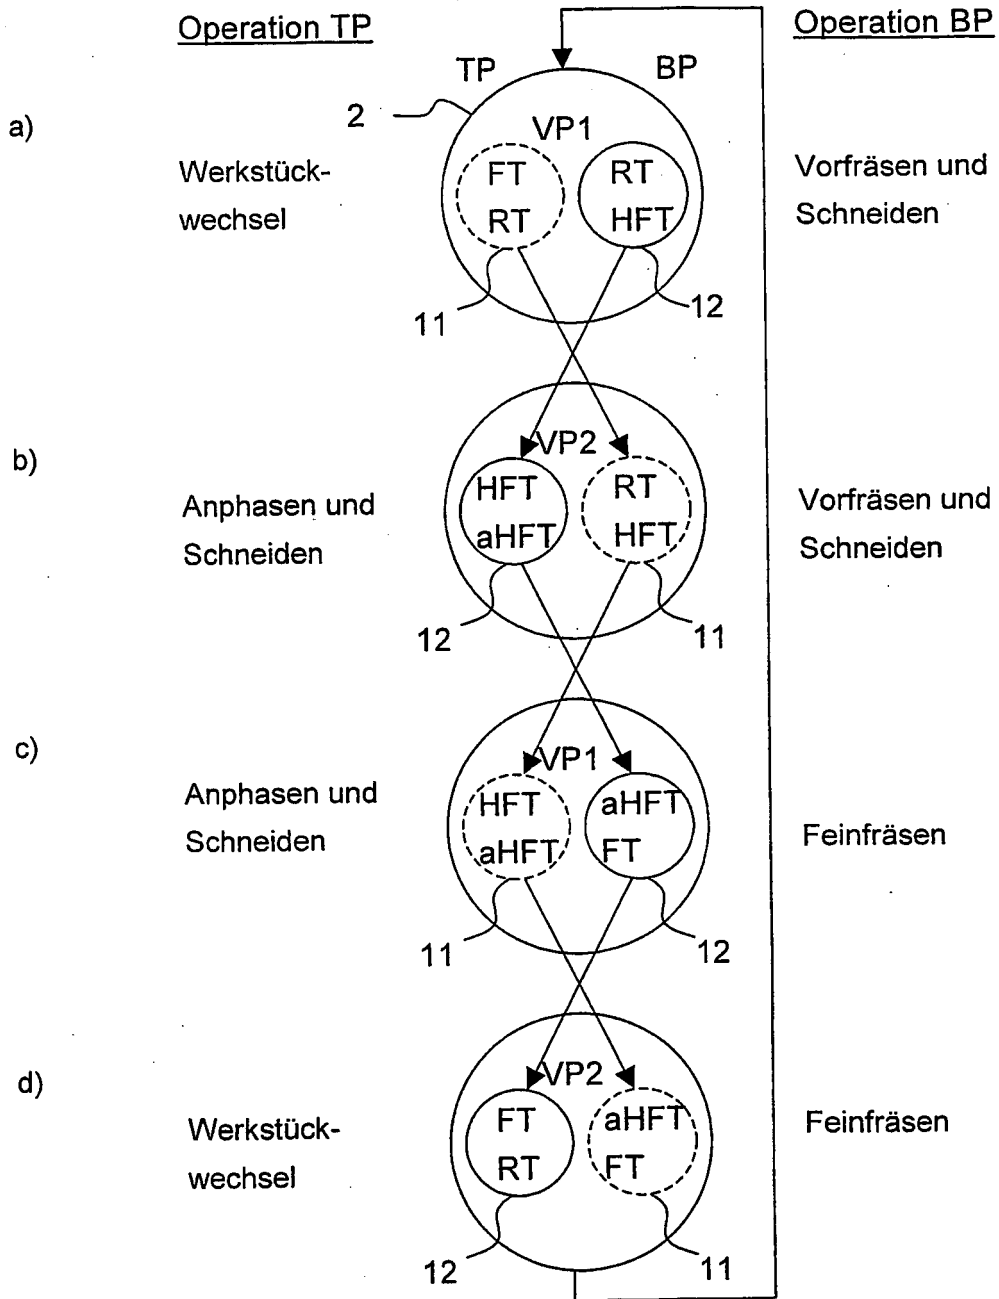 Operation TP
Operation BP
a)
2
TP
BP
VP1
Werkstück-
wechsel
FT
RT
RT
HFT
Vorfräsen und
Schneiden
11
12
b)
VP2
Anphasen und
Schneiden
HFT
aHFT
RT
HFT
Vorfräsen und
Schneiden
12
11
c)
VP1
Anphasen und
Schneiden
HFT
aHFT
aHFT
FT
Feinfräsen
11
12
d)
VP2
Werkstück-
wechsel
FT
RT
aHFT
FT
Feinfräsen
12
11